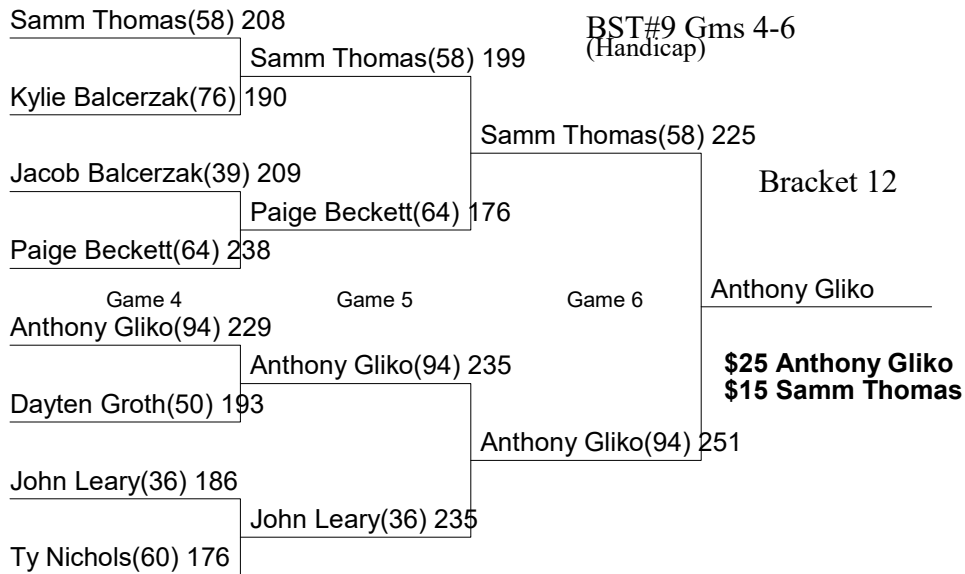 Samm Thomas(58) 208
BST#9 Gms 4-6
(Handicap)
Samm Thomas(58) 199
Kylie Balcerzak(76) 190
Samm Thomas(58) 225
Jacob Balcerzak(39) 209
Bracket 12
Paige Beckett(64) 176
Paige Beckett(64) 238
Game 4
Game 5
Game 6
Anthony Gliko
Anthony Gliko(94) 229
Anthony Gliko(94) 235
$25 Anthony Gliko
$15 Samm Thomas
Dayten Groth(50) 193
Anthony Gliko(94) 251
John Leary(36) 186
John Leary(36) 235
Ty Nichols(60) 176